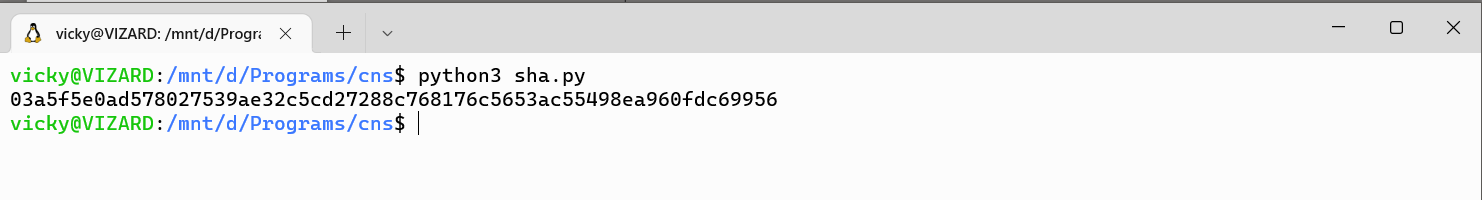 vicky@VIZARD: /mnt/d/Progra
vicky@VIZARD:/mnt/d/Programs/cns$ python3 sha.py
03a5f5e0ad578027539ae32c5cd27288c768176c5653ac55498ea960fdc69956
vicky@VIZARD:/mnt/d/Programs/cns$